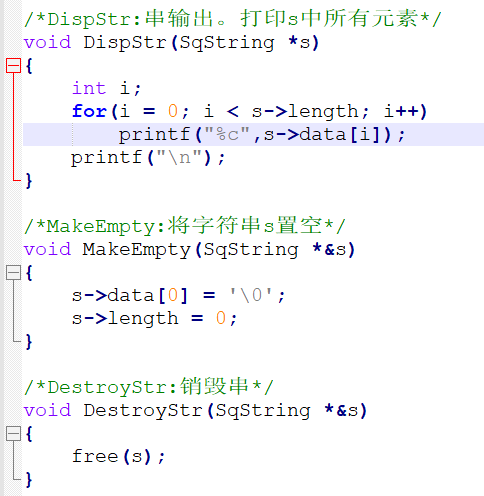 /*DispStr:串输出。打印s中所有元素*/
void DispStr(SqString *s)
{
    int i;
    for(i = 0; i < s->length; i++)
        printf("%c",s->data[i]);
    printf("\n");
}
/*MakeEmpty:将字符串s置空*/
void MakeEmpty(SqString *&s)
{
    s->data[0] = '\0';
    s->length = 0;
}
/*DestroyStr:销毁串*/
void DestroyStr(SqString *&s)
{
    free(s);
}